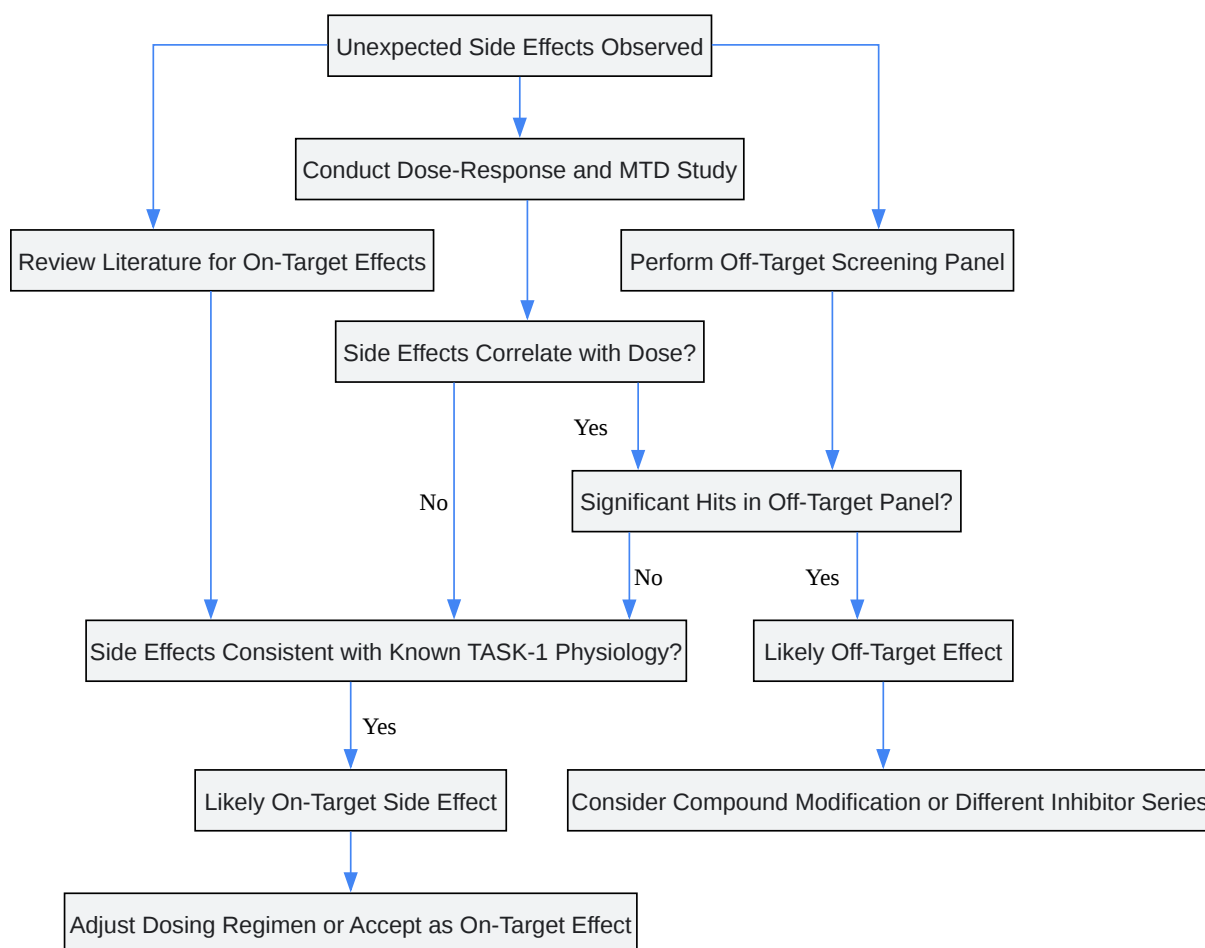 Unexpected Side Effects Observed
Conduct Dose-Response and MTD Study
Review Literature for On-Target Effects
Perform Off-Target Screening Panel
Side Effects Correlate with Dose?
Yes
Significant Hits in Off-Target Panel?
No
No
Yes
Side Effects Consistent with Known TASK-1 Physiology?
Likely Off-Target Effect
Yes
Likely On-Target Side Effect
Consider Compound Modification or Different Inhibitor Series
Adjust Dosing Regimen or Accept as On-Target Effect